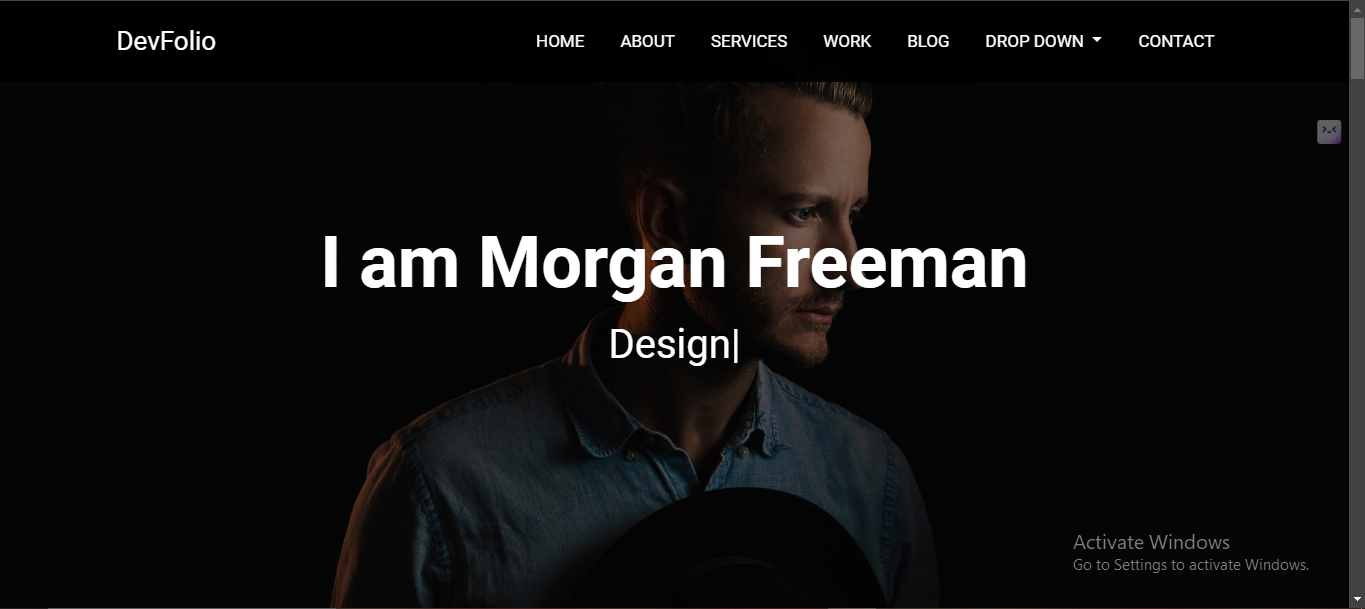 DevFolio HOME ABOUT SERVICES WORK BLOG DROP DOWN CONTACT
I am Morgan Freeman
Design|
Activate Windows
Go to Settings to activate Windows.